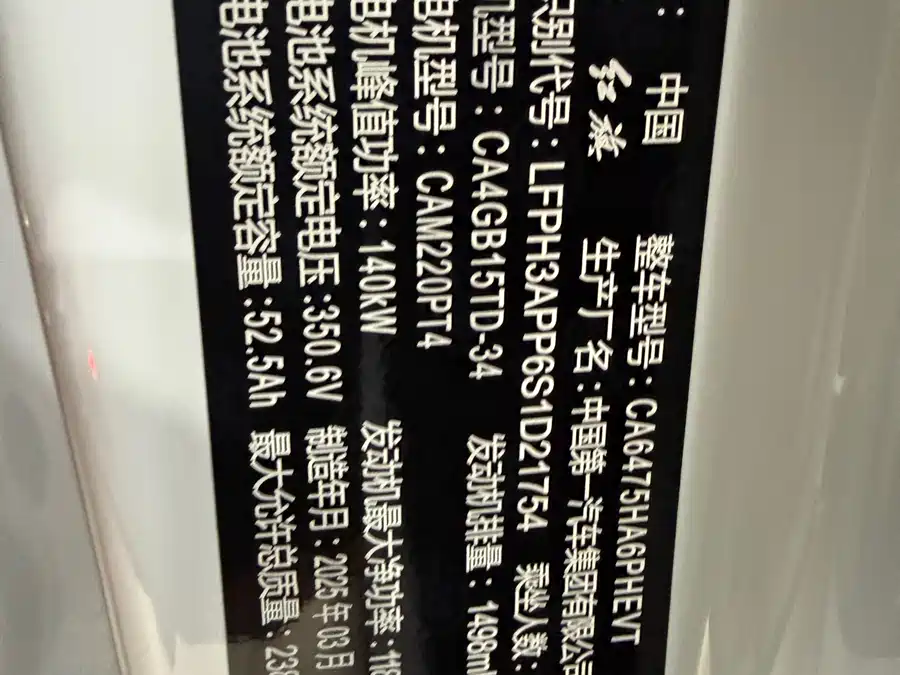 ： 中国 整车型号：CA6475HA6PHEVT
红旗 生产厂名：中国第一汽车集团有限公司
识别代号：LFPH3APP6S1D21754 乘坐人数：
机型号：CA4GB15TD-34 发动机排量：1498ml
电机型号：CAM220PT4
电机峰值功率：140kW 发动机最大净功率：118
电池系统额定电压：350.6V 制造年月：2025年03月
电池系统额定容量：52.5Ah 最大允许总质量：238